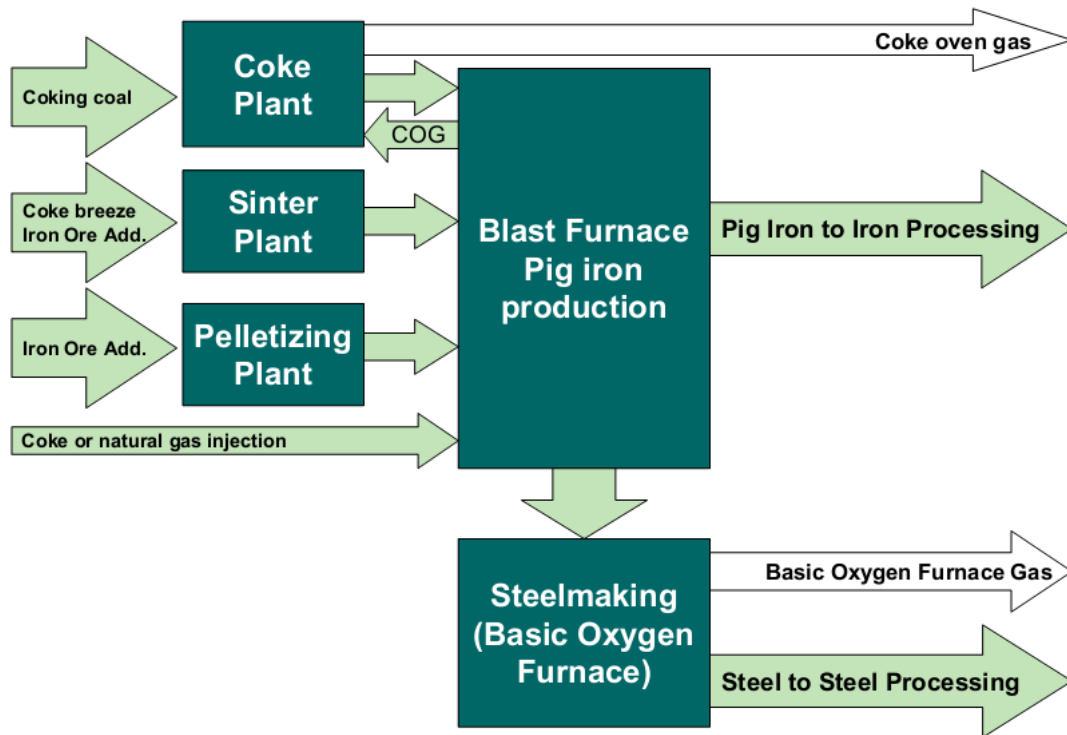 Coke oven gas
Coke
Plant
Coking coal
COG
Coke breeze
Iron Ore Add.
Sinter
Plant
Blast Furnace
Pig iron
production
Pig Iron to Iron Processing
Iron Ore Add.
Pelletizing
Plant
Coke or natural gas injection
Steelmaking
(Basic Oxygen
Furnace)
Basic Oxygen Furnace Gas
Steel to Steel Processing